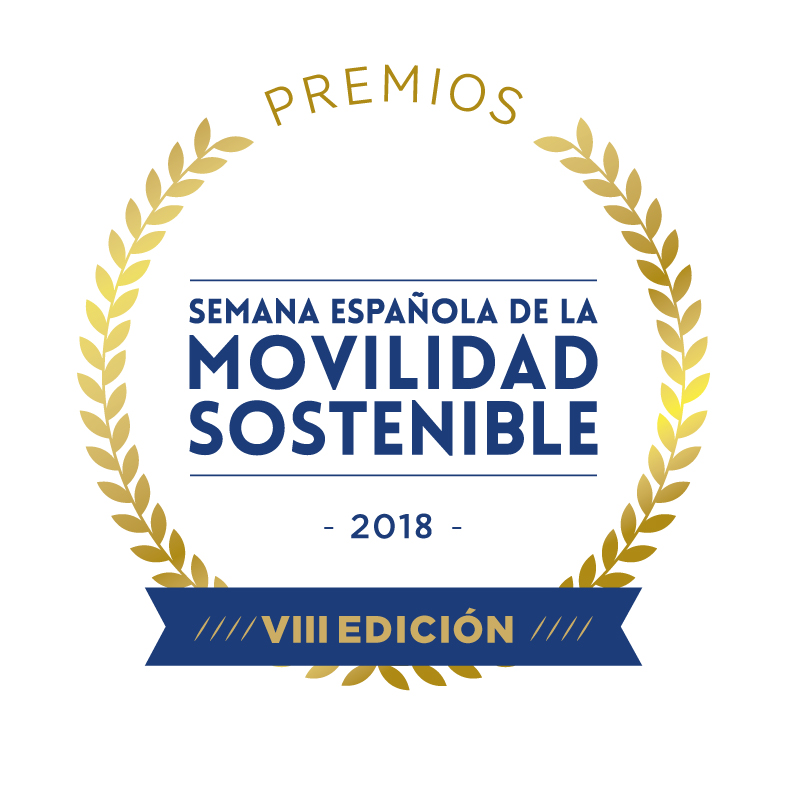 PREMIOS
SEMANA ESPAÑOLA DE LA
MOVILIDAD
SOSTENIBLE
- 2018 -
//// VIII EDICIÓN ////